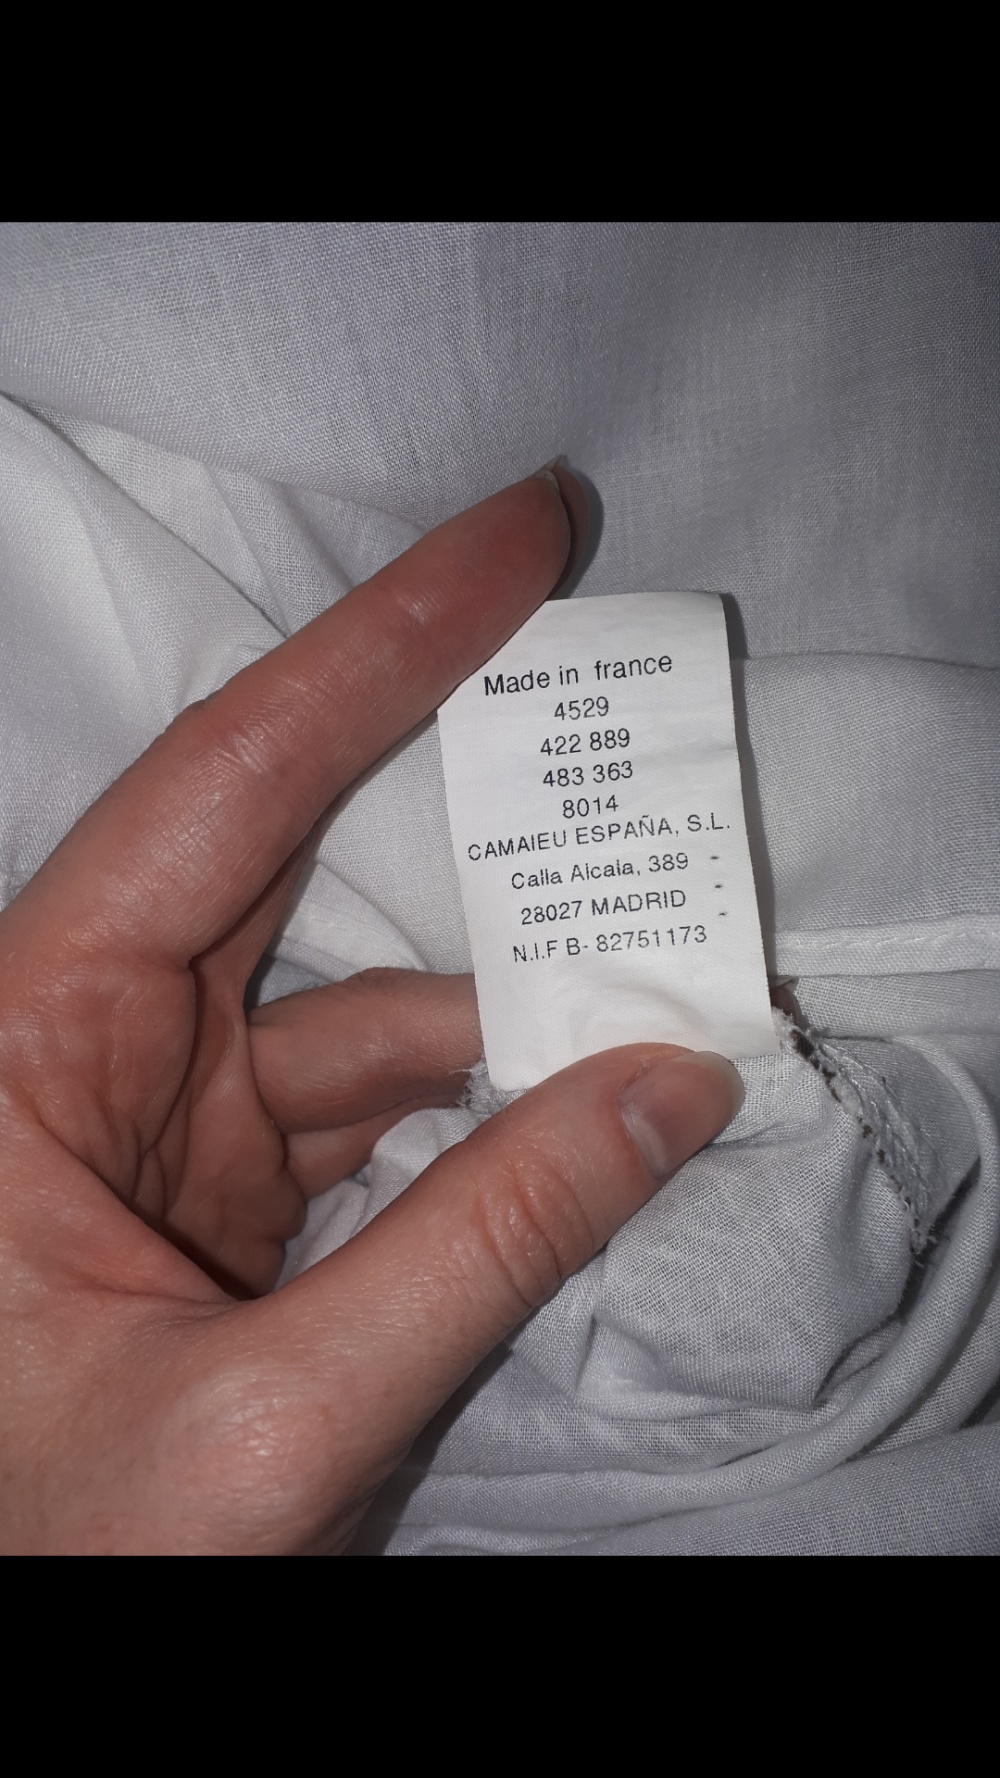 Made in france
4529
422 889
483 363
8014
CAMAIEU ESPAÑA, S.L.
Calla Alcala, 389
28027 MADRID
N.I.F B- 82751173